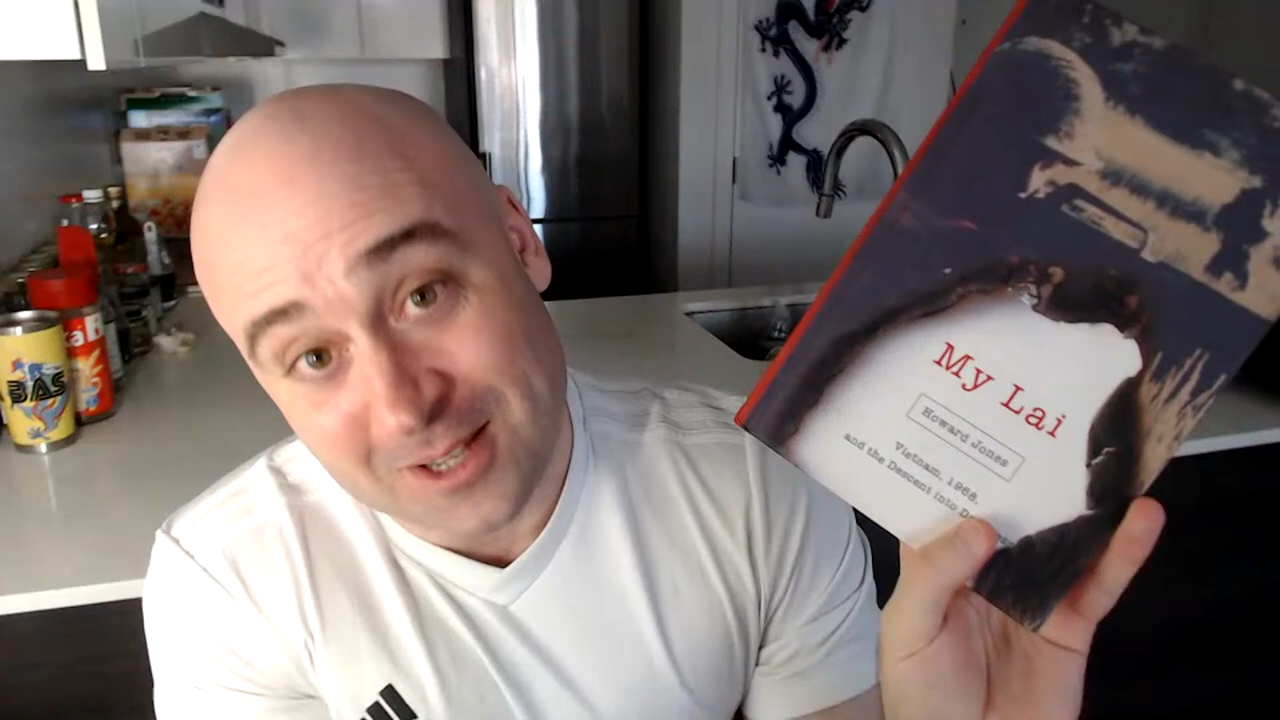 My Lai
Howard Jones
Vietnam, 1968,
and the Descent into
BAS